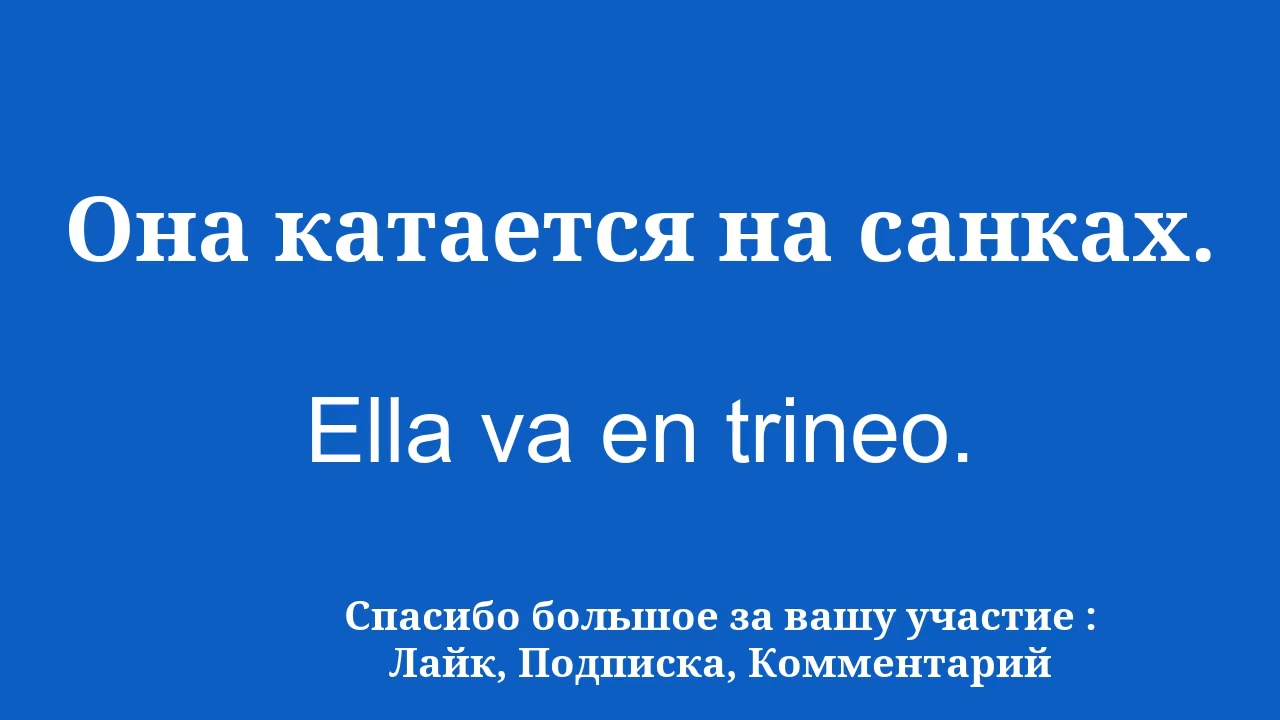 Она катается на санках.
Ella va en trineo.
Спасибо большое за вашу участие :
Лайк, Подписка, Комментарий